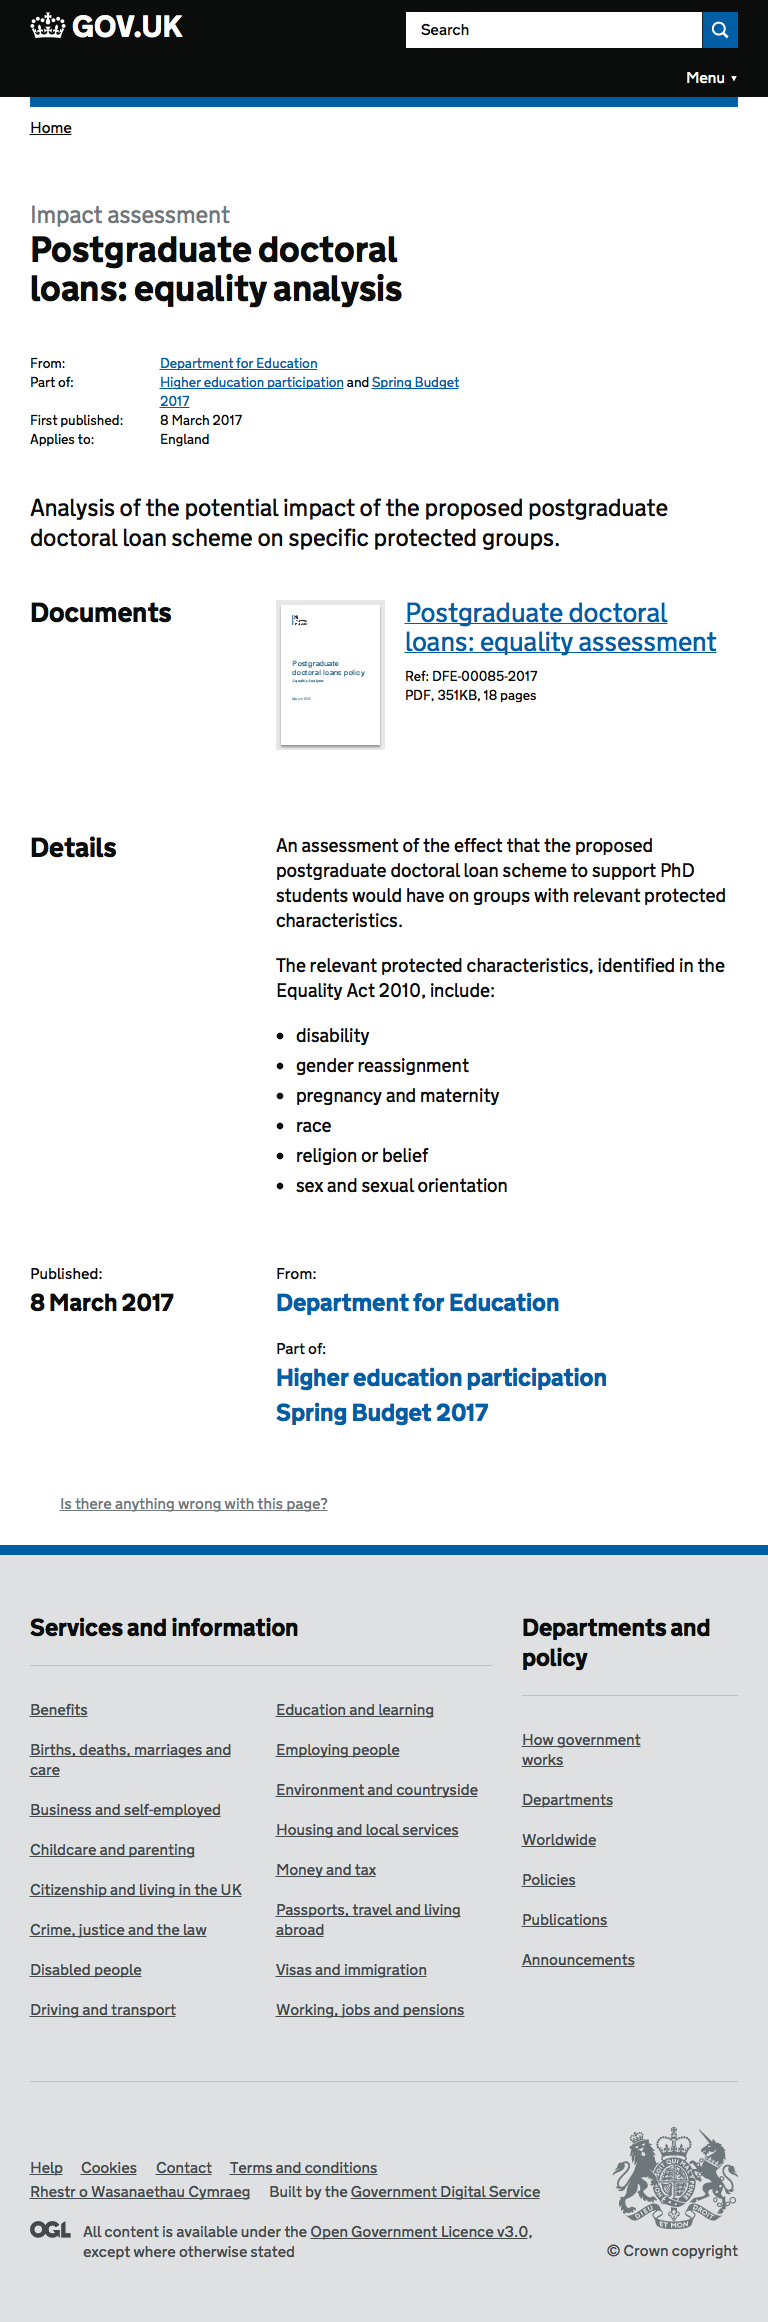 GOV.UK
Search
Menu ▼
Home
Impact assessment
Postgraduate doctoral
loans: equality analysis
From: Department for Education
Part of: Higher education participation and Spring Budget
2017
First published: 8 March 2017
Applies to: England
Analysis of the potential impact of the proposed postgraduate
doctoral loan scheme on specific protected groups.
Documents
Postgraduate
doctoral loans policy
Equality Analysis
March 2017
Postgraduate doctoral
loans: equality assessment
Ref: DFE-00085-2017
PDF, 351KB, 18 pages
Details
An assessment of the effect that the proposed
postgraduate doctoral loan scheme to support PhD
students would have on groups with relevant protected
characteristics.
The relevant protected characteristics, identified in the
Equality Act 2010, include:
• disability
• gender reassignment
• pregnancy and maternity
• race
• religion or belief
• sex and sexual orientation
Published:
8 March 2017
From:
Department for Education
Part of:
Higher education participation
Spring Budget 2017
Is there anything wrong with this page?
Services and information
Benefits
Births, deaths, marriages and
care
Business and self-employed
Childcare and parenting
Citizenship and living in the UK
Crime, justice and the law
Disabled people
Driving and transport
Education and learning
Employing people
Environment and countryside
Housing and local services
Money and tax
Passports, travel and living
abroad
Visas and immigration
Working, jobs and pensions
Departments and
policy
How government
works
Departments
Worldwide
Policies
Publications
Announcements
Help Cookies Contact Terms and conditions
Rhestr o Wasanaethau Cymraeg Built by the Government Digital Service
OGL All content is available under the Open Government Licence v3.0,
except where otherwise stated
DIEU ET MON DROIT
© Crown copyright